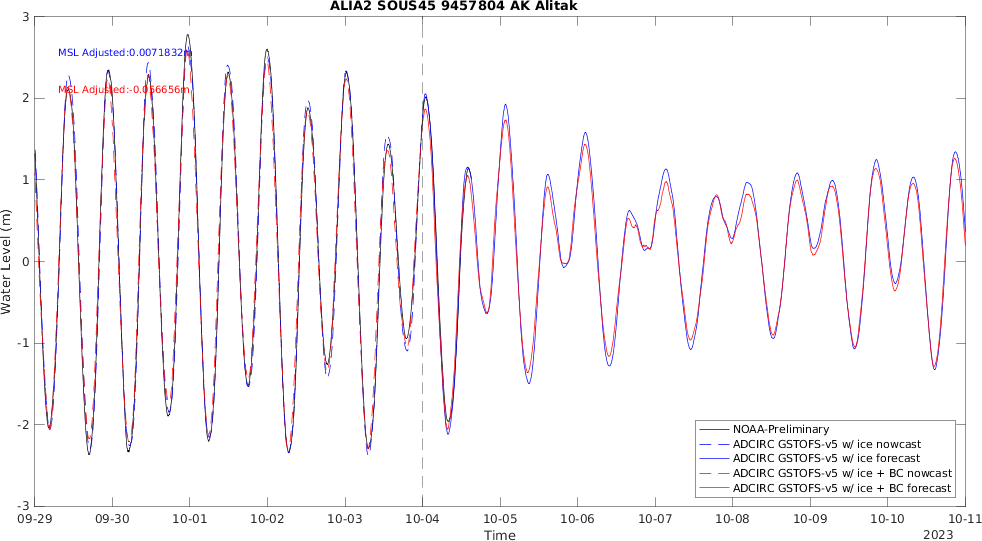 ALIA2 SOUS45 9457804 AK Alitak
MSL Adjusted:0.0071832m
MSL Adjusted:-0.056656m
3
2
1
0
-1
-2
-3
Water Level (m)
NOAA-Preliminary
ADCIRC GSTOFS-v5 w/ ice nowcast
ADCIRC GSTOFS-v5 w/ ice forecast
ADCIRC GSTOFS-v5 w/ ice + BC nowcast
ADCIRC GSTOFS-v5 w/ ice + BC forecast
09-29 09-30 10-01 10-02 10-03 10-04 10-05 10-06 10-07 10-08 10-09 10-10 10-11
Time
2023